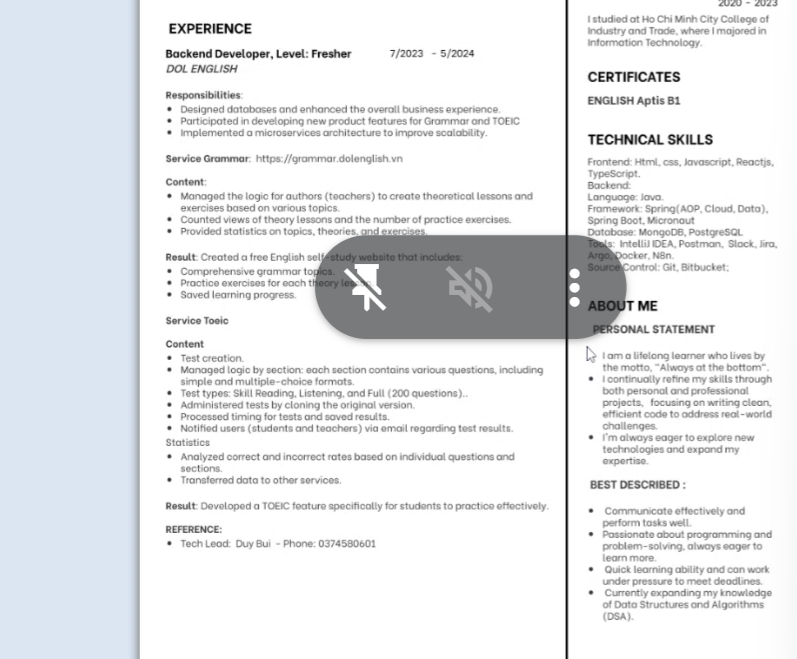 EXPERIENCE
Backend Developer, Level: Fresher 7/2023 - 5/2024
DOL ENGLISH
Responsibilities:
Designed databases and enhanced the overall business experience.
Participated in developing new product features for Grammar and TOEIC
Implemented a microservices architecture to improve scalability.
Service Grammar: https://grammar.dolenglish.vn
Content:
Managed the logic for authors (teachers) to create theoretical lessons and
exercises based on various topics.
Counted views of theory lessons and the number of practice exercises.
Provided statistics on topics, theories, and exercises.
Result: Created a free English self-study website that includes:
Comprehensive grammar topics.
Practice exercises for each theory lesson.
Saved learning progress.
Service Toeic
Content
Test creation.
Managed logic by section: each section contains various questions, including
simple and multiple-choice formats.
Test types: Skill Reading, Listening, and Full (200 questions)..
Administered tests by cloning the original version.
Processed timing for tests and saved results.
Notified users (students and teachers) via email regarding test results.
Statistics
Analyzed correct and incorrect rates based on individual questions and
sections.
Transferred data to other services.
Result: Developed a TOEIC feature specifically for students to practice effectively.
REFERENCE:
Tech Lead: Duy Bui - Phone: 0374580601
2020 - 2023
I studied at Ho Chi Minh City College of
Industry and Trade, where I majored in
Information Technology.
CERTIFICATES
ENGLISH Aptis B1
TECHNICAL SKILLS
Frontend: Html, css, Javascript, Reactjs,
TypeScript.
Backend:
Language: Java.
Framework: Spring(AOP, Cloud, Data),
Spring Boot, Micronaut
Database: MongoDB, PostgreSQL
Tools: IntelliJ IDEA, Postman, Slack, Jira,
Argo, Docker, N8n.
Source Control: Git, Bitbucket;
ABOUT ME
PERSONAL STATEMENT
I am a lifelong learner who lives by
the motto, "Always at the bottom".
I continually refine my skills through
both personal and professional
projects, focusing on writing clean,
efficient code to address real-world
challenges.
I'm always eager to explore new
technologies and expand my
expertise.
BEST DESCRIBED :
Communicate effectively and
perform tasks well.
Passionate about programming and
problem-solving, always eager to
learn more.
Quick learning ability and can work
under pressure to meet deadlines.
Currently expanding my knowledge
of Data Structures and Algorithms
(DSA).